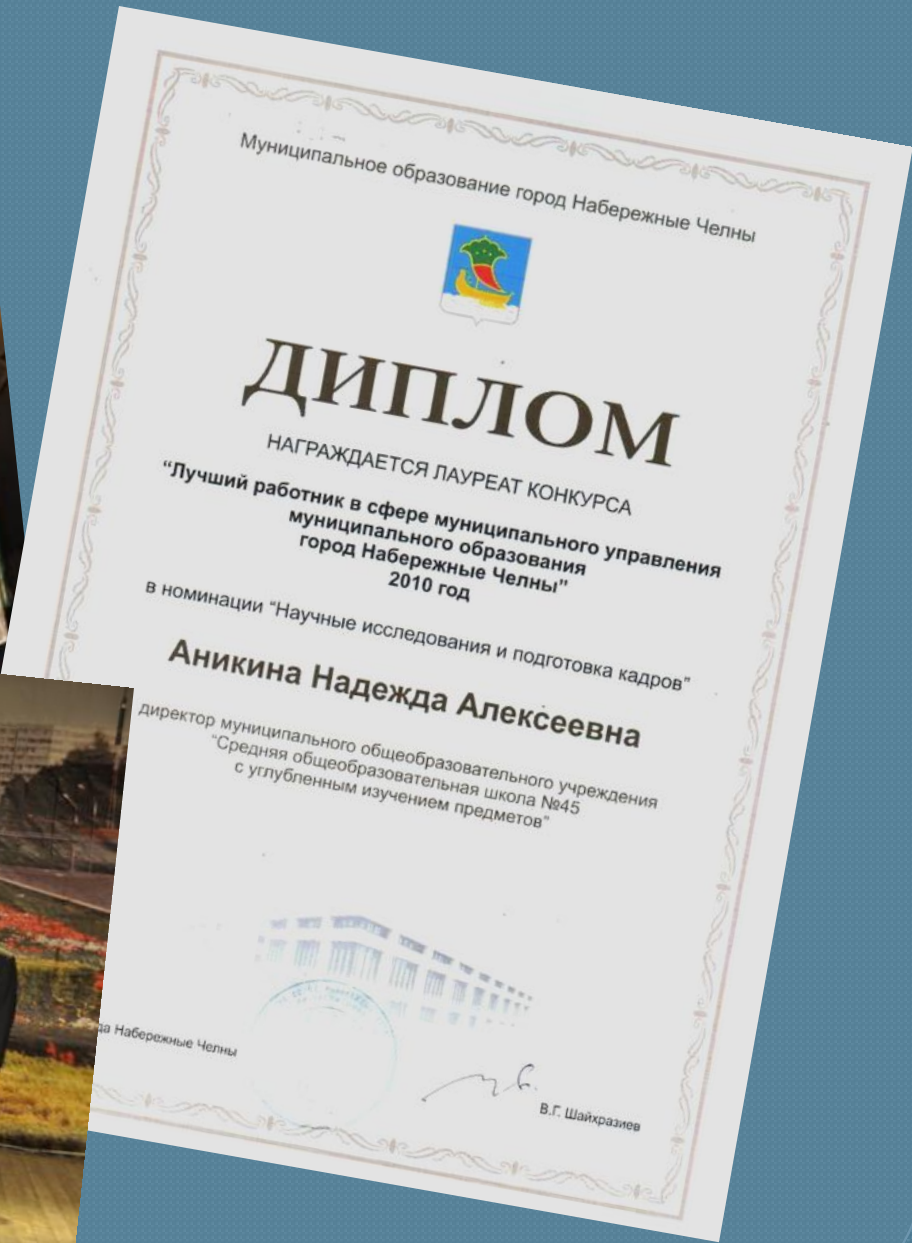 Муниципальное образование город Набережные Челны
ДИПЛОМ
НАГРАЖДАЕТСЯ ЛАУРЕАТ КОНКУРСА
“Лучший работник в сфере муниципального управления
муниципального образования
город Набережные Челны”
2010 год
в номинации “Научные исследования и подготовка кадров”
Аникина Надежда Алексеевна
директор муниципального общеобразовательного учреждения
“Средняя общеобразовательная школа №45
с углубленным изучением предметов”
да Набережные Челны
В.Г. Шайхразиев